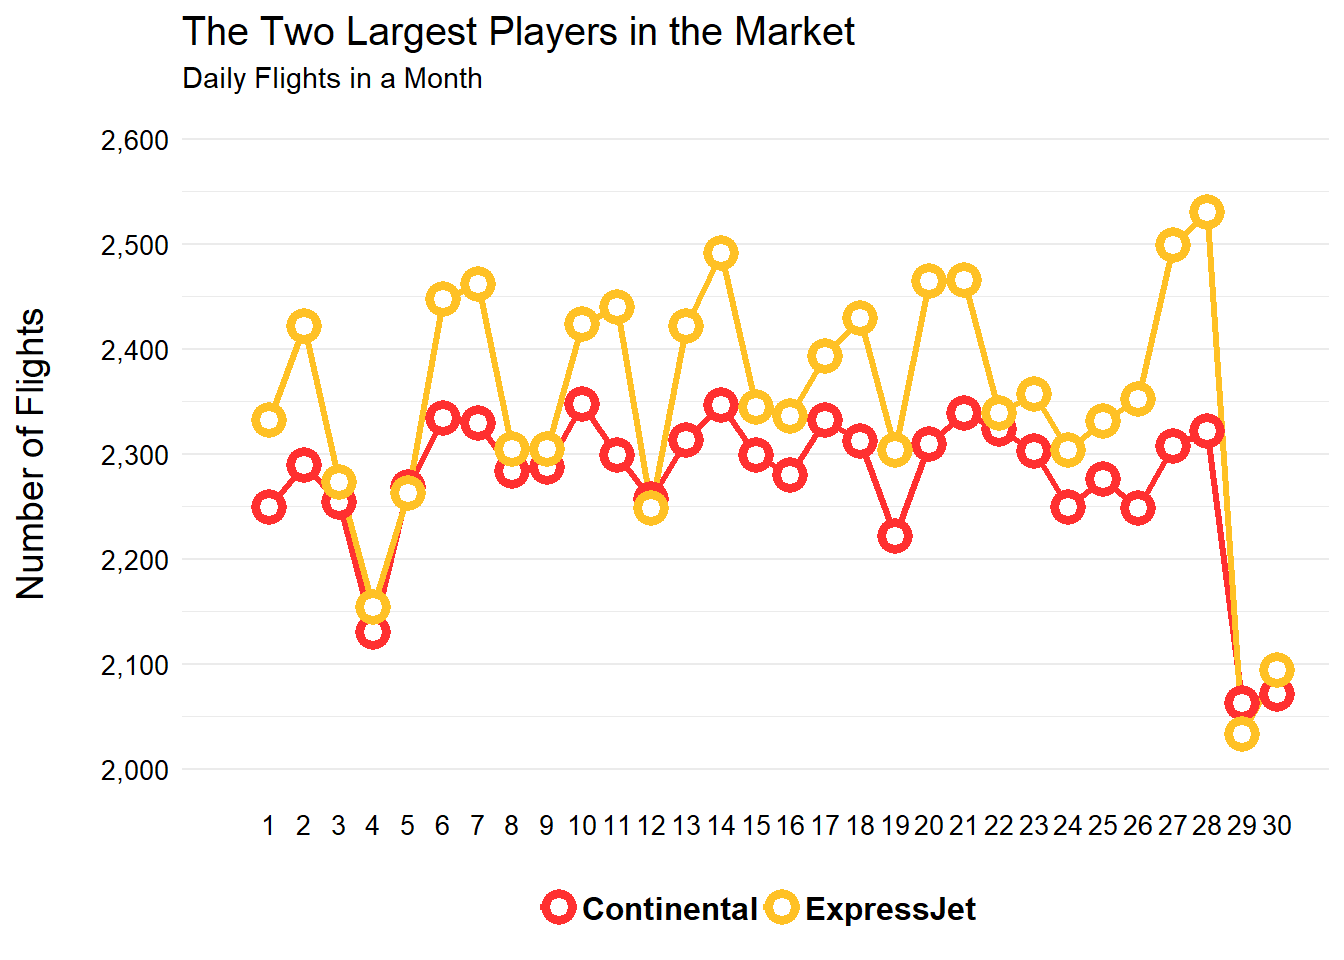 The Two Largest Players in the Market
Daily Flights in a Month
Number of Flights
2,600
2,500
2,400
2,300
2,200
2,100
2,000
1 2 3 4 5 6 7 8 9 10 11 12 13 14 15 16 17 18 19 20 21 22 23 24 25 26 27 28 29 30
Continental ExpressJet